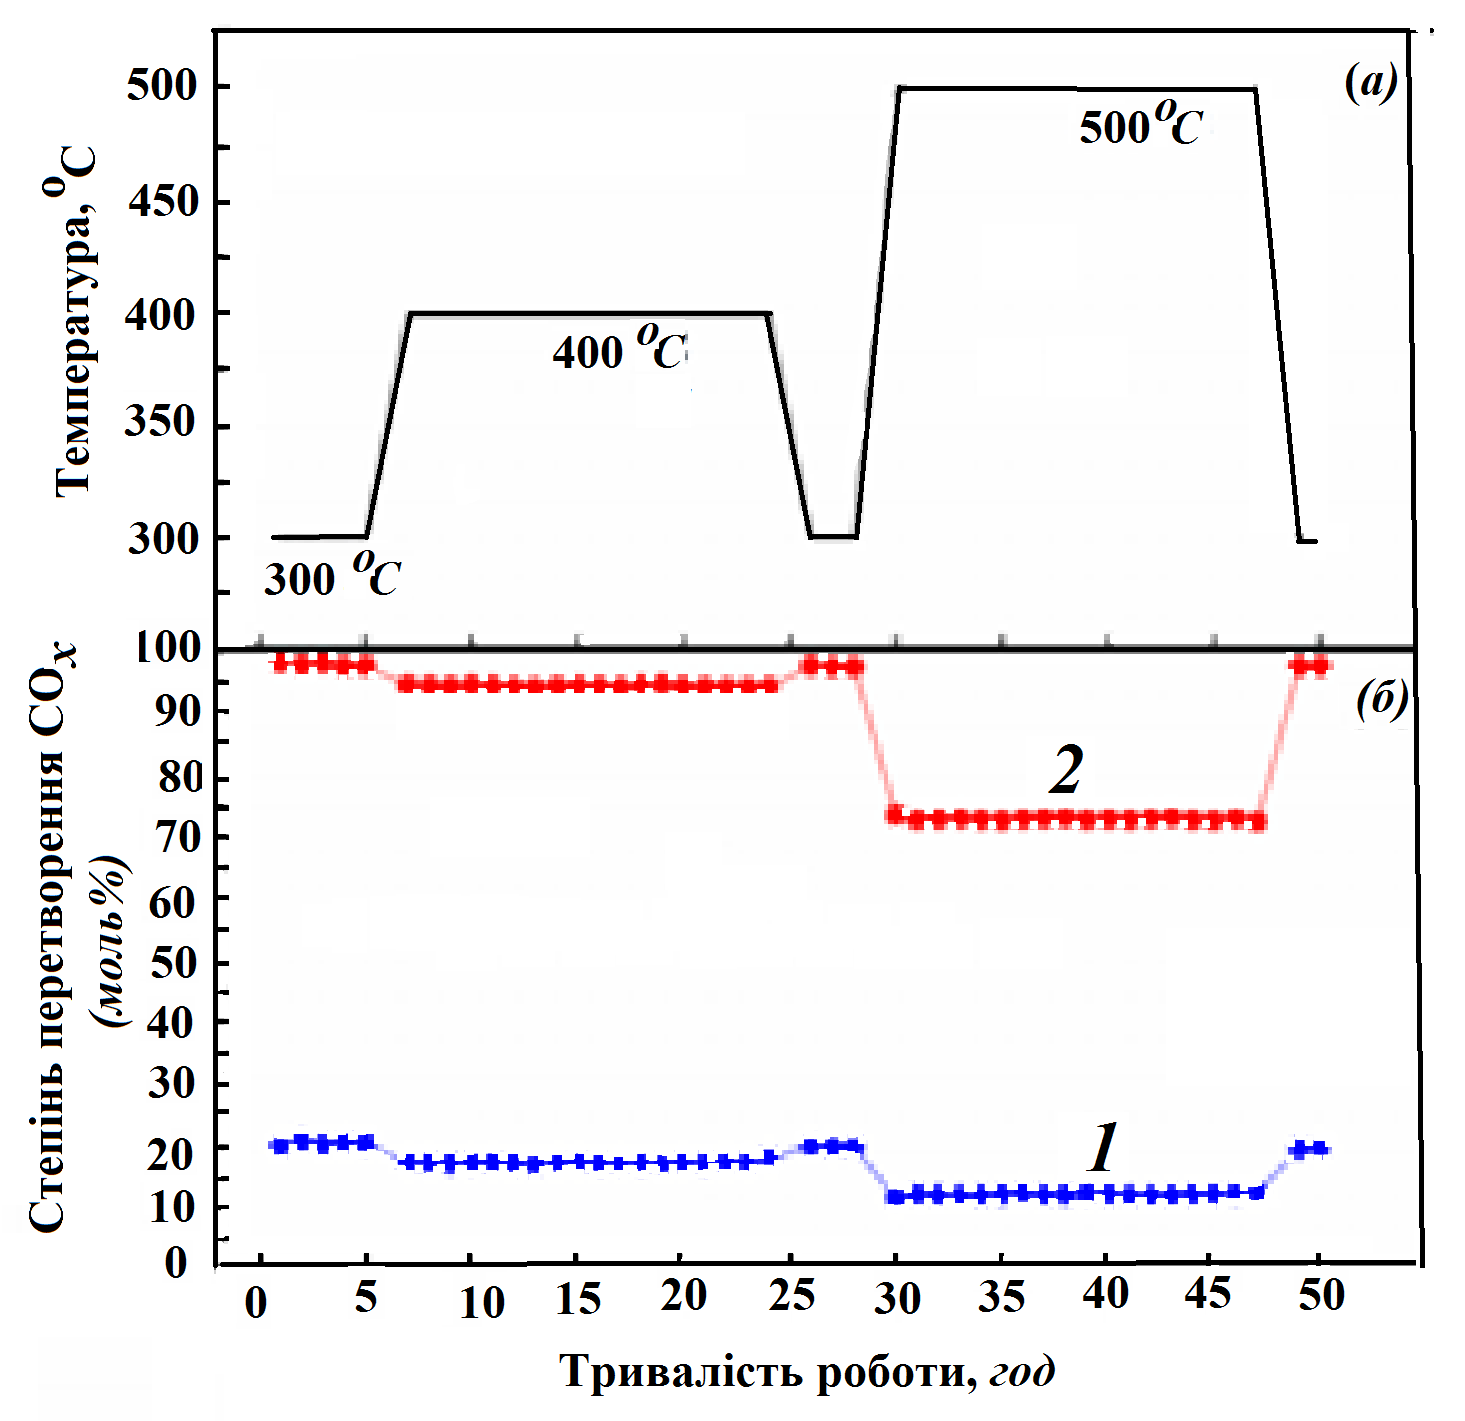 (а)
Температура, °С
500
450
400
350
300
500 °C
400 °C
300 °C
(б)
Степінь перетворення СОx
(моль%)
100
90
80
70
60
50
40
30
20
10
0
2
1
0 5 10 15 20 25 30 35 40 45 50
Тривалість роботи, год